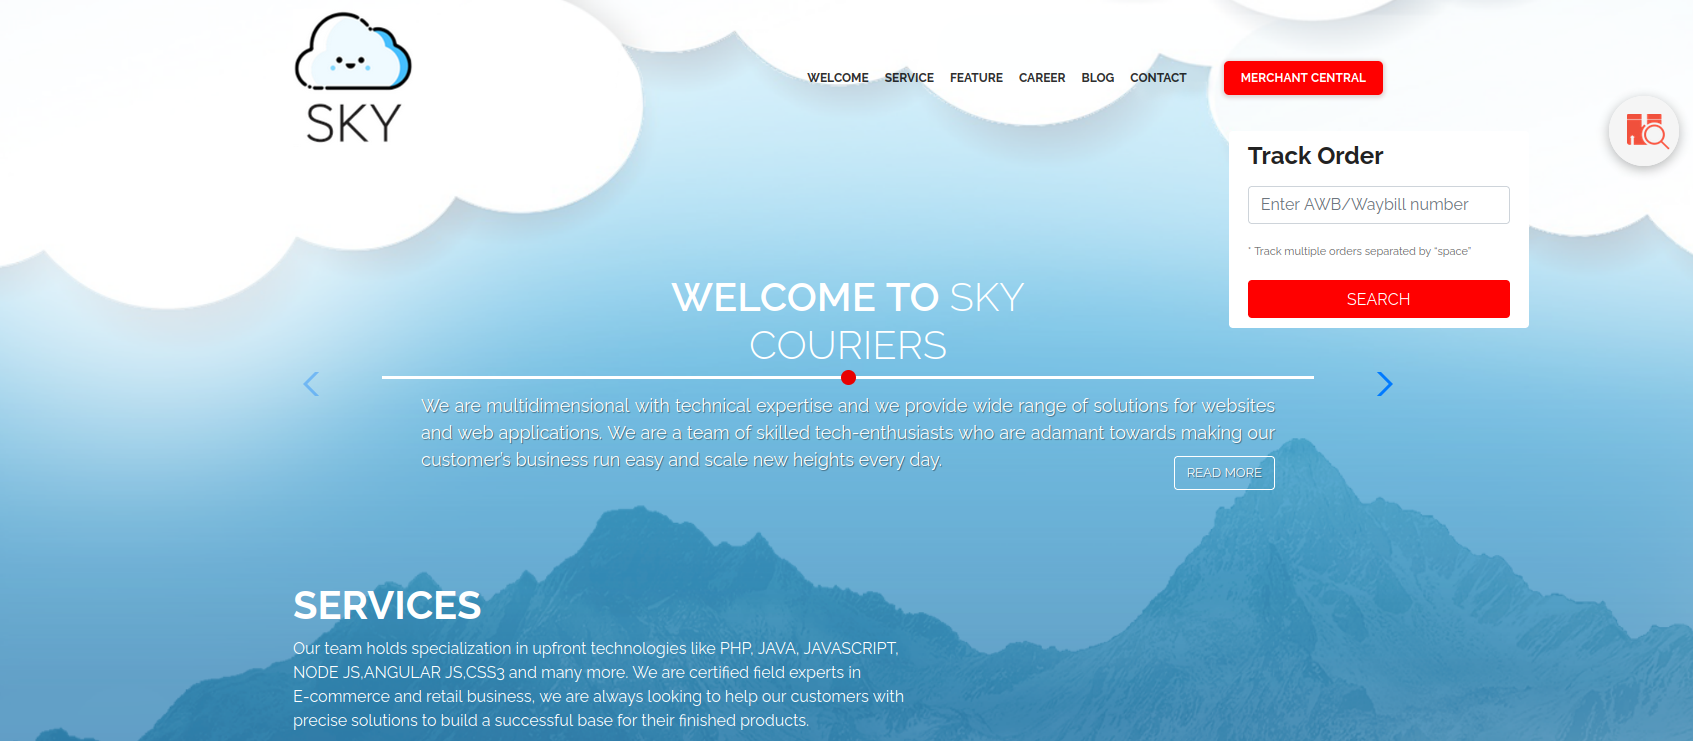 SKY
WELCOME SERVICE FEATURE CAREER BLOG CONTACT MERCHANT CENTRAL
Track Order
Enter AWB/Waybill number
* Track multiple orders separated by "space"
SEARCH
WELCOME TO SKY
COURIERS
We are multidimensional with technical expertise and we provide wide range of solutions for websites
and web applications. We are a team of skilled tech-enthusiasts who are adamant towards making our
customer's business run easy and scale new heights every day.
READ MORE
SERVICES
Our team holds specialization in upfront technologies like PHP, JAVA, JAVASCRIPT,
NODE JS,ANGULAR JS,CSS3 and many more. We are certified field experts in
E-commerce and retail business, we are always looking to help our customers with
precise solutions to build a successful base for their finished products.